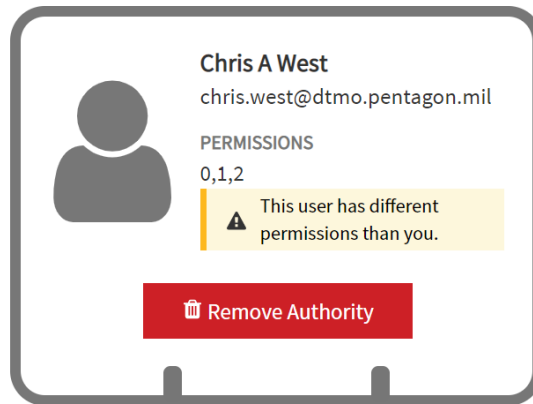 Chris A West
chris.west@dtmo.pentagon.mil
PERMISSIONS
0,1,2
This user has different
permissions than you.
Remove Authority